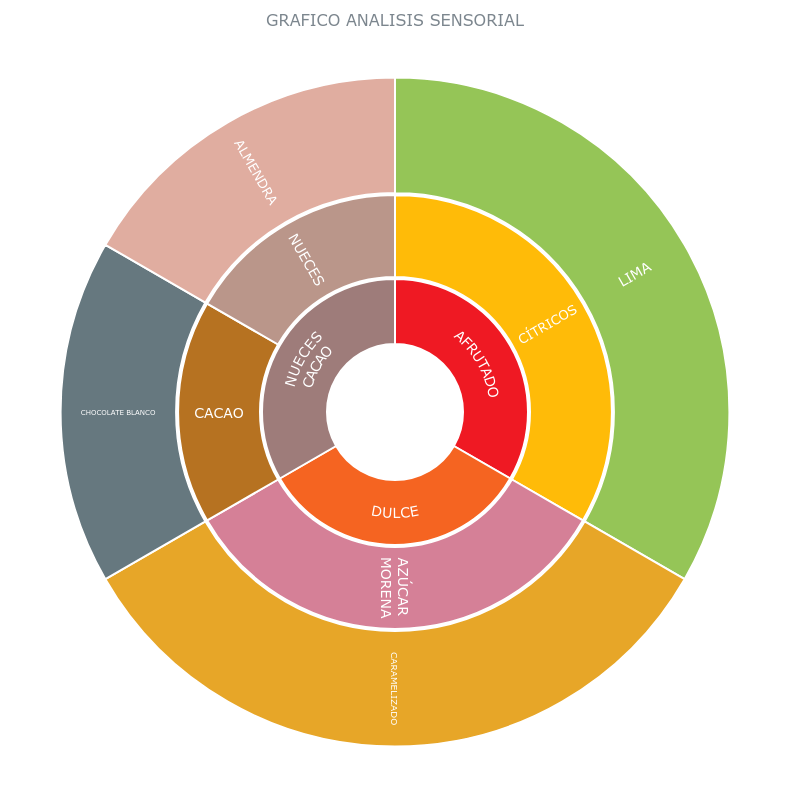 GRAFICO ANALISIS SENSORIAL
ALMENDRA
LIMA
NUECES
CÍTRICOS
NUECES
CACAO
AFRUTADO
CHOCOLATE BLANCO
CACAO
DULCE
AZÚCAR
MORENA
CARAMELIZADO